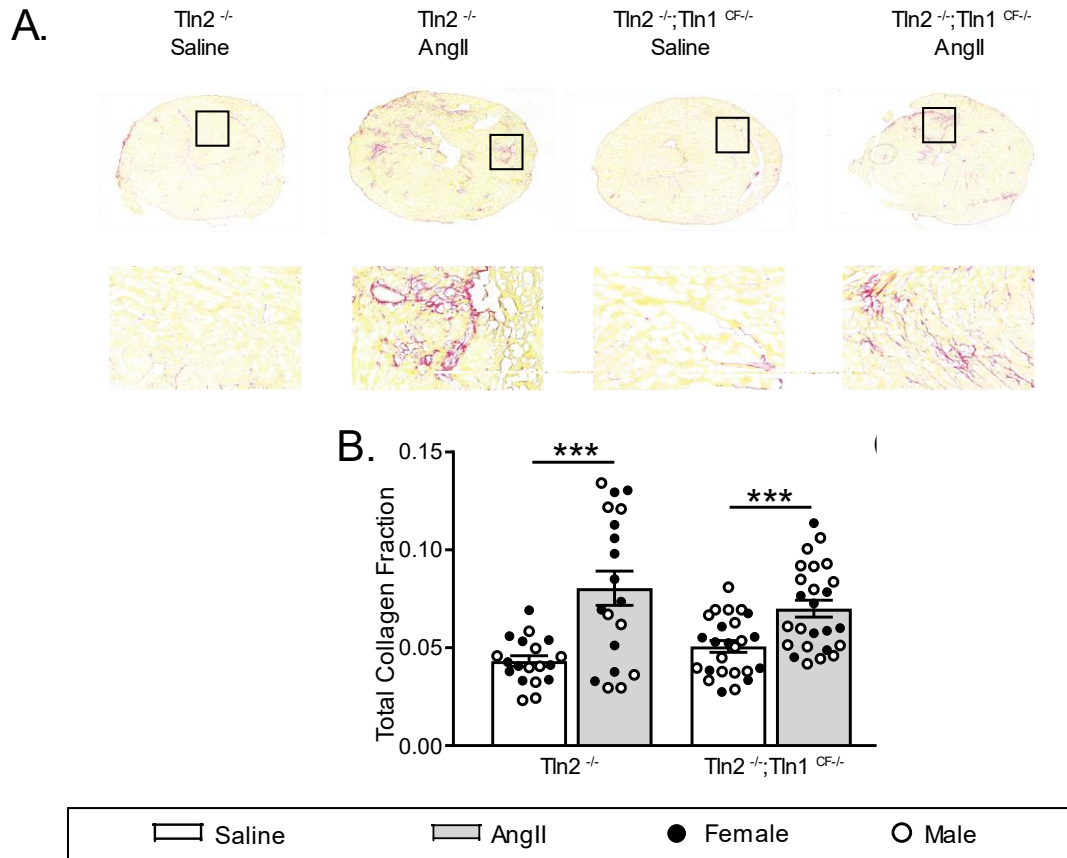 A.
Tln2 -/-
Saline
Tln2 -/-
AngII
Tln2 -/-;Tln1 CF-/-
Saline
Tln2 -/-;Tln1 CF-/-
AngII
B.
Total Collagen Fraction
0.15
0.10
0.05
0.00
***
***
Tln2 -/-
Tln2 -/-;Tln1 CF-/-
Saline
AngII
Female
Male